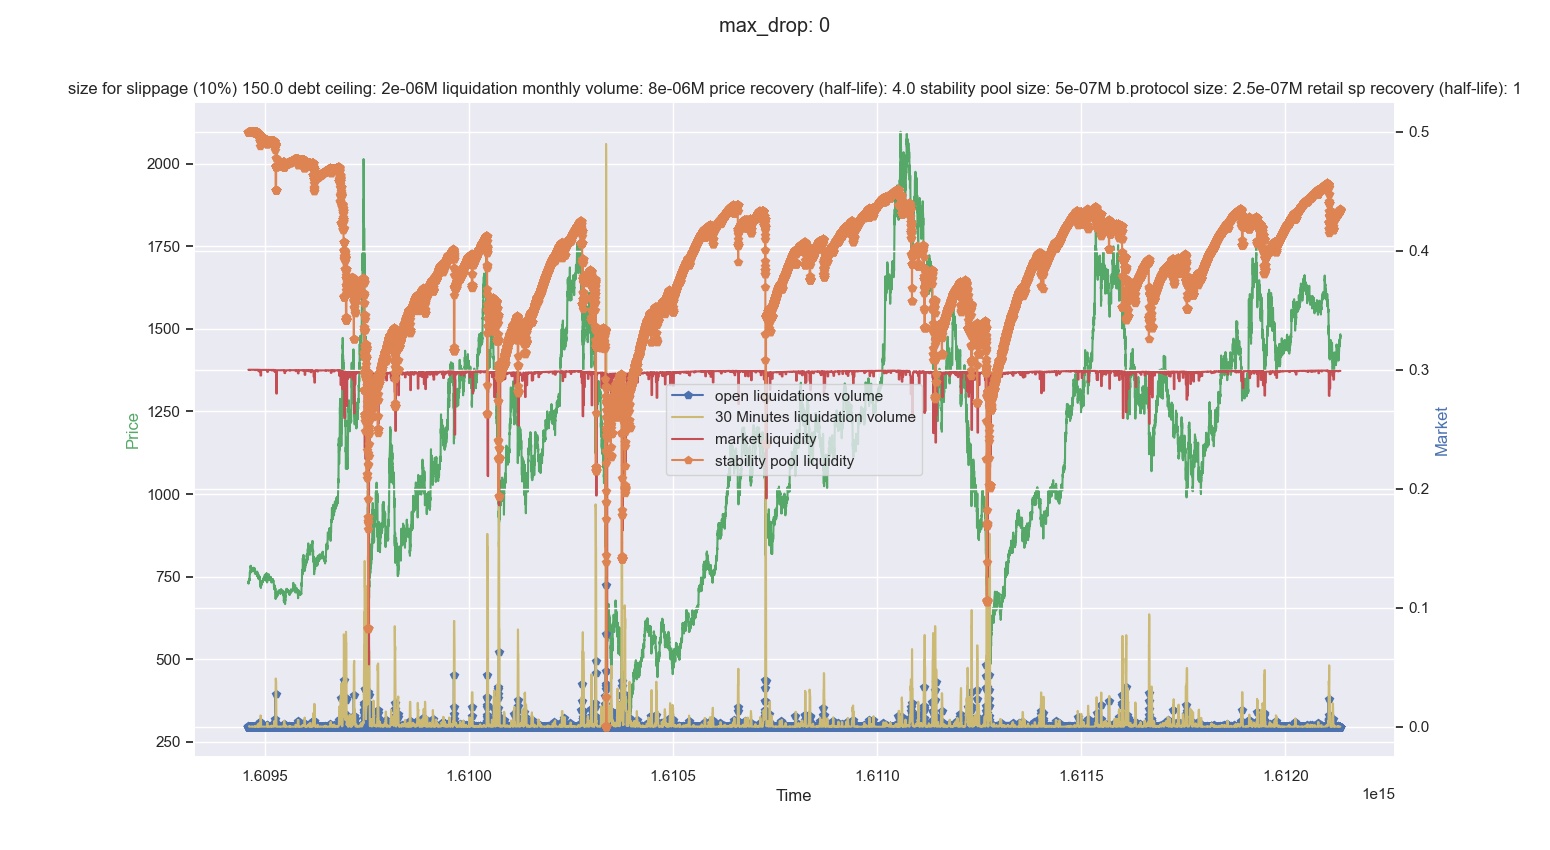 max_drop: 0
size for slippage (10%) 150.0 debt ceiling: 2e-06M liquidation monthly volume: 8e-06M price recovery (half-life): 4.0 stability pool size: 5e-07M b.protocol size: 2.5e-07M retail sp recovery (half-life): 1
2000
1750
1500
1250
1000
750
500
250
Price
0.5
0.4
0.3
0.2
0.1
0.0
Market
open liquidations volume
30 Minutes liquidation volume
market liquidity
stability pool liquidity
1.6095
1.6100
1.6105
1.6110
1.6115
1.6120
Time
1e15